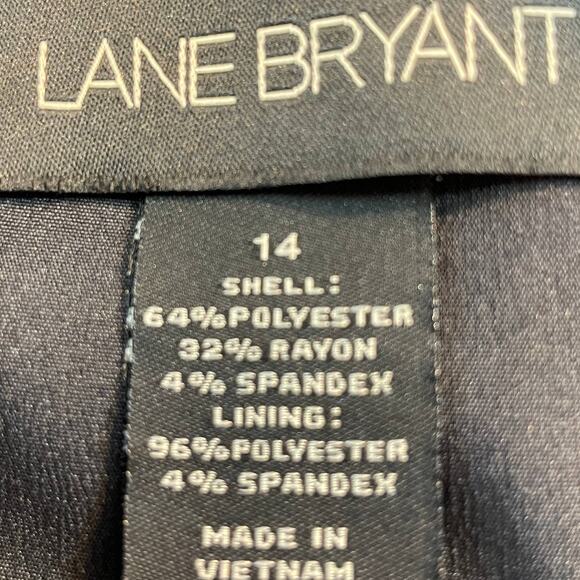 LANE BRYANT
14
SHELL:
64% POLYESTER
32% RAYON
4% SPANDEX
LINING:
96% POLYESTER
4% SPANDEX
MADE IN
VIETNAM